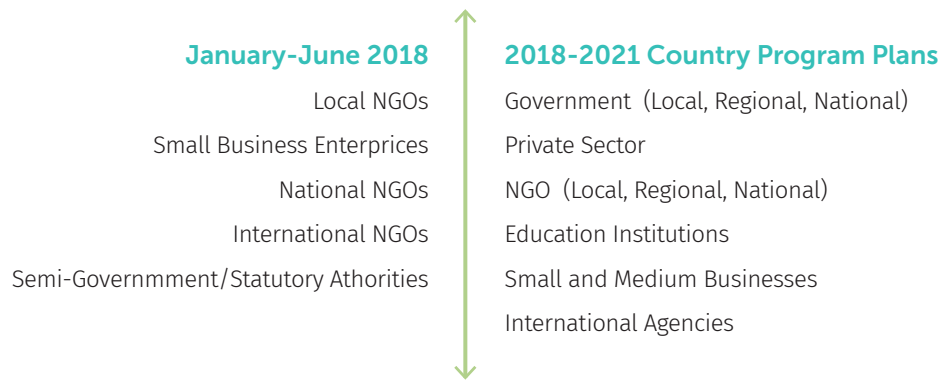 January-June 2018
Local NGOs
Small Business Enterprices
National NGOs
International NGOs
Semi-Governmment/Statutory Athorities
2018-2021 Country Program Plans
Government (Local, Regional, National)
Private Sector
NGO (Local, Regional, National)
Education Institutions
Small and Medium Businesses
International Agencies